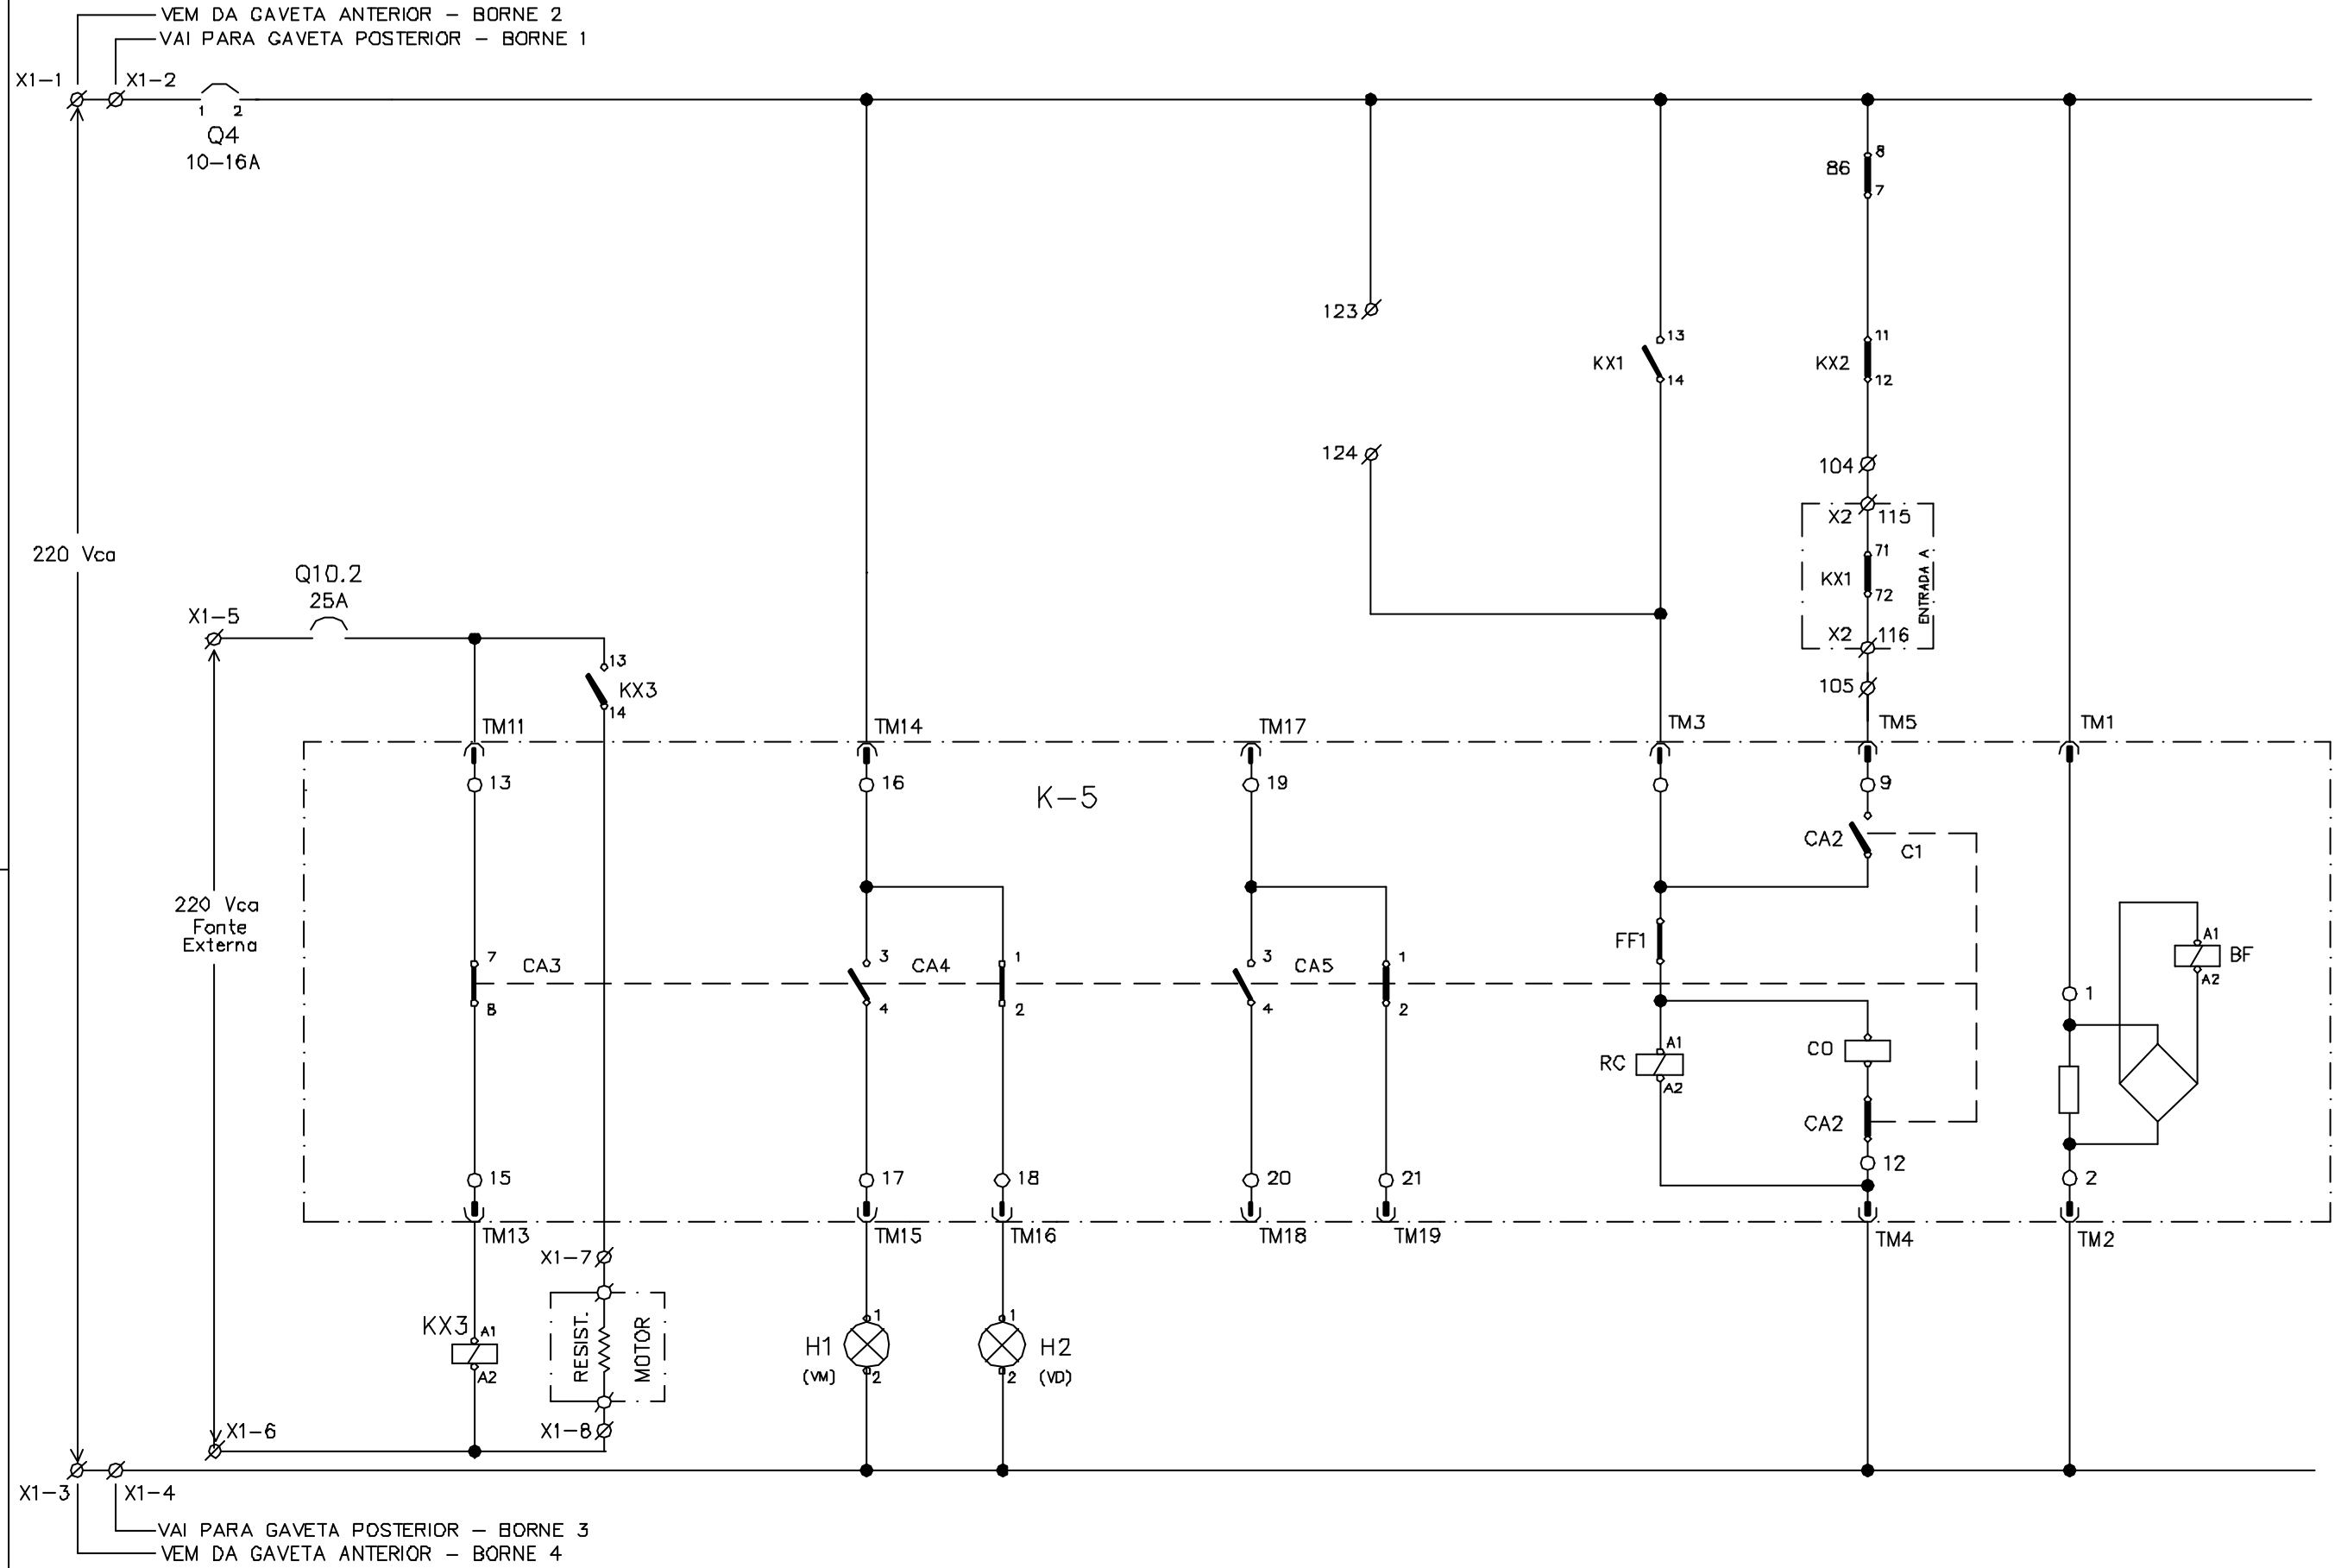 VEM DA GAVETA ANTERIOR - BORNE 2
VAI PARA GAVETA POSTERIOR - BORNE 1
X1-1
X1-2
1 2
Q4
10-16A
86
8
7
123
13
KX1
14
11
KX2
12
124
104
X2 115
71
KX1
72
ENTRADA A
X2 116
105
220 Vca
Q10.2
25A
X1-5
13
KX3
14
TM11
TM14
TM17
TM3
TM5
TM1
13
16
K-5
19
9
CA2
C1
220 Vca
Fonte
Externa
7
CA3
8
3
CA4
4
1
2
3
CA5
4
1
2
FF1
A1
BF
A2
1
A1
RC
A2
CO
CA2
12
15
17
18
20
21
2
TM13
TM15
TM16
TM18
TM19
TM4
TM2
X1-7
RESIST.
MOTOR
KX3
A1
A2
1
H1
(VM)
2
1
H2
(VD)
2
X1-8
X1-6
X1-3
X1-4
VAI PARA GAVETA POSTERIOR - BORNE 3
VEM DA GAVETA ANTERIOR - BORNE 4